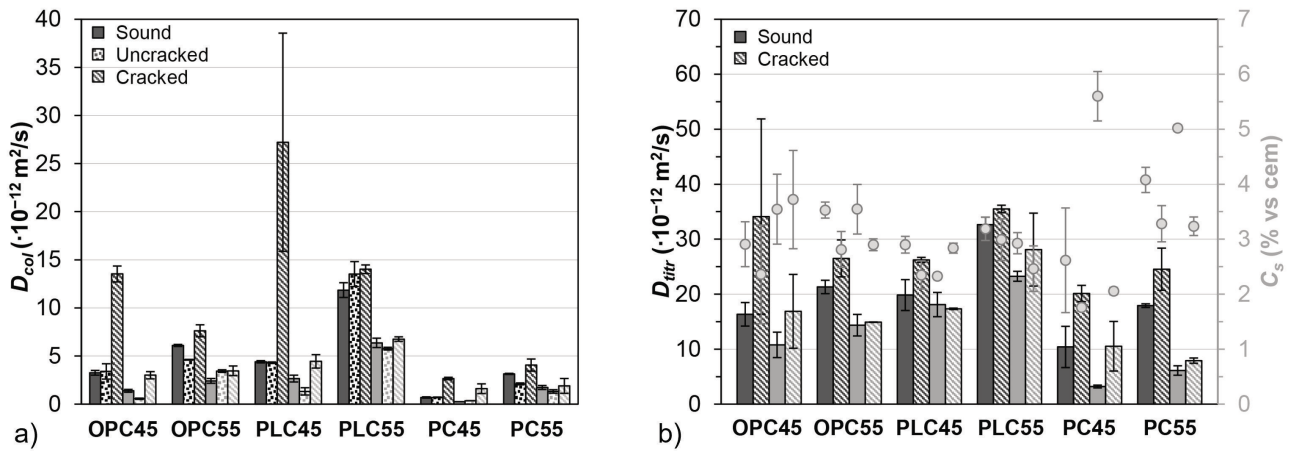 a)
D_col (·10⁻¹² m²/s)
40
35
30
25
20
15
10
5
0
Sound
Uncracked
Cracked
OPC45 OPC55 PLC45 PLC55 PC45 PC55
b)
D_titr (·10⁻¹² m²/s)
70
60
50
40
30
20
10
0
Sound
Cracked
OPC45 OPC55 PLC45 PLC55 PC45 PC55
7
6
5
4
3
2
1
0
C_s (% vs cem)